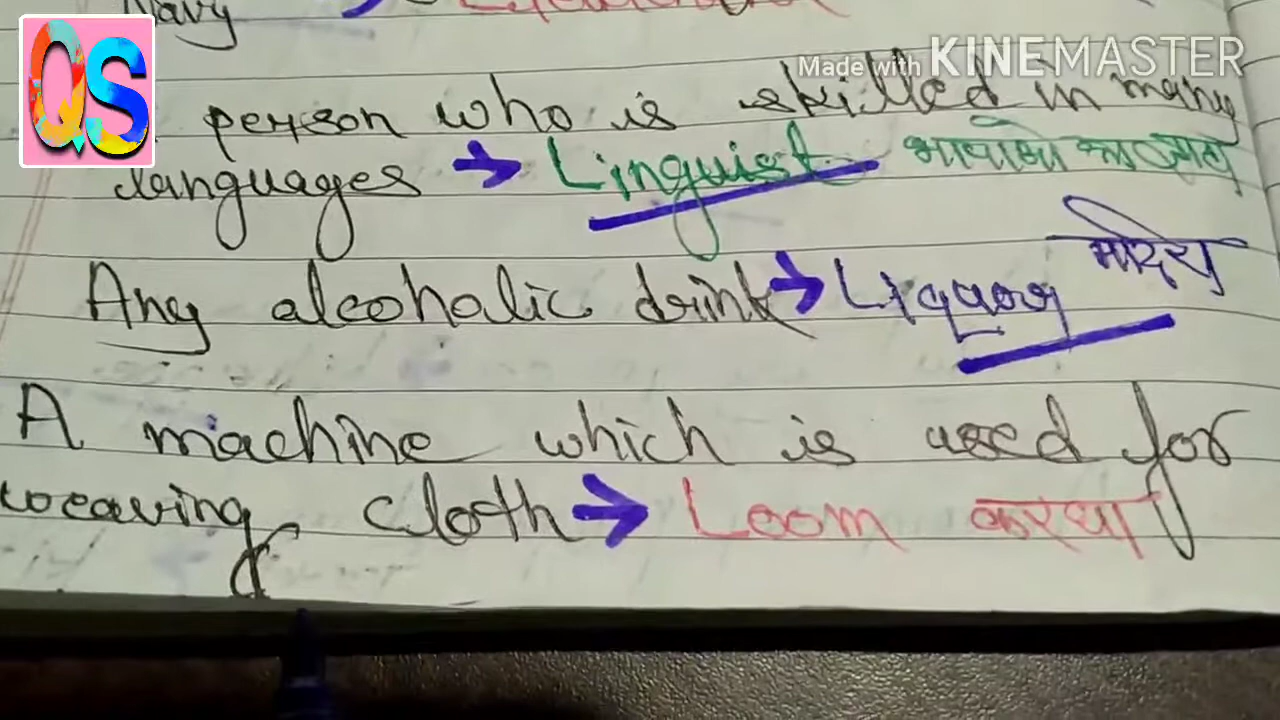 Navy
QS
Made with KINEMASTER
person who is skilled in many
languages → Linguist भाषाओ का ज्ञाता
Any alcoholic drink → Liquor मदिरा
A machine which is used for
weaving cloth → Loom करघा